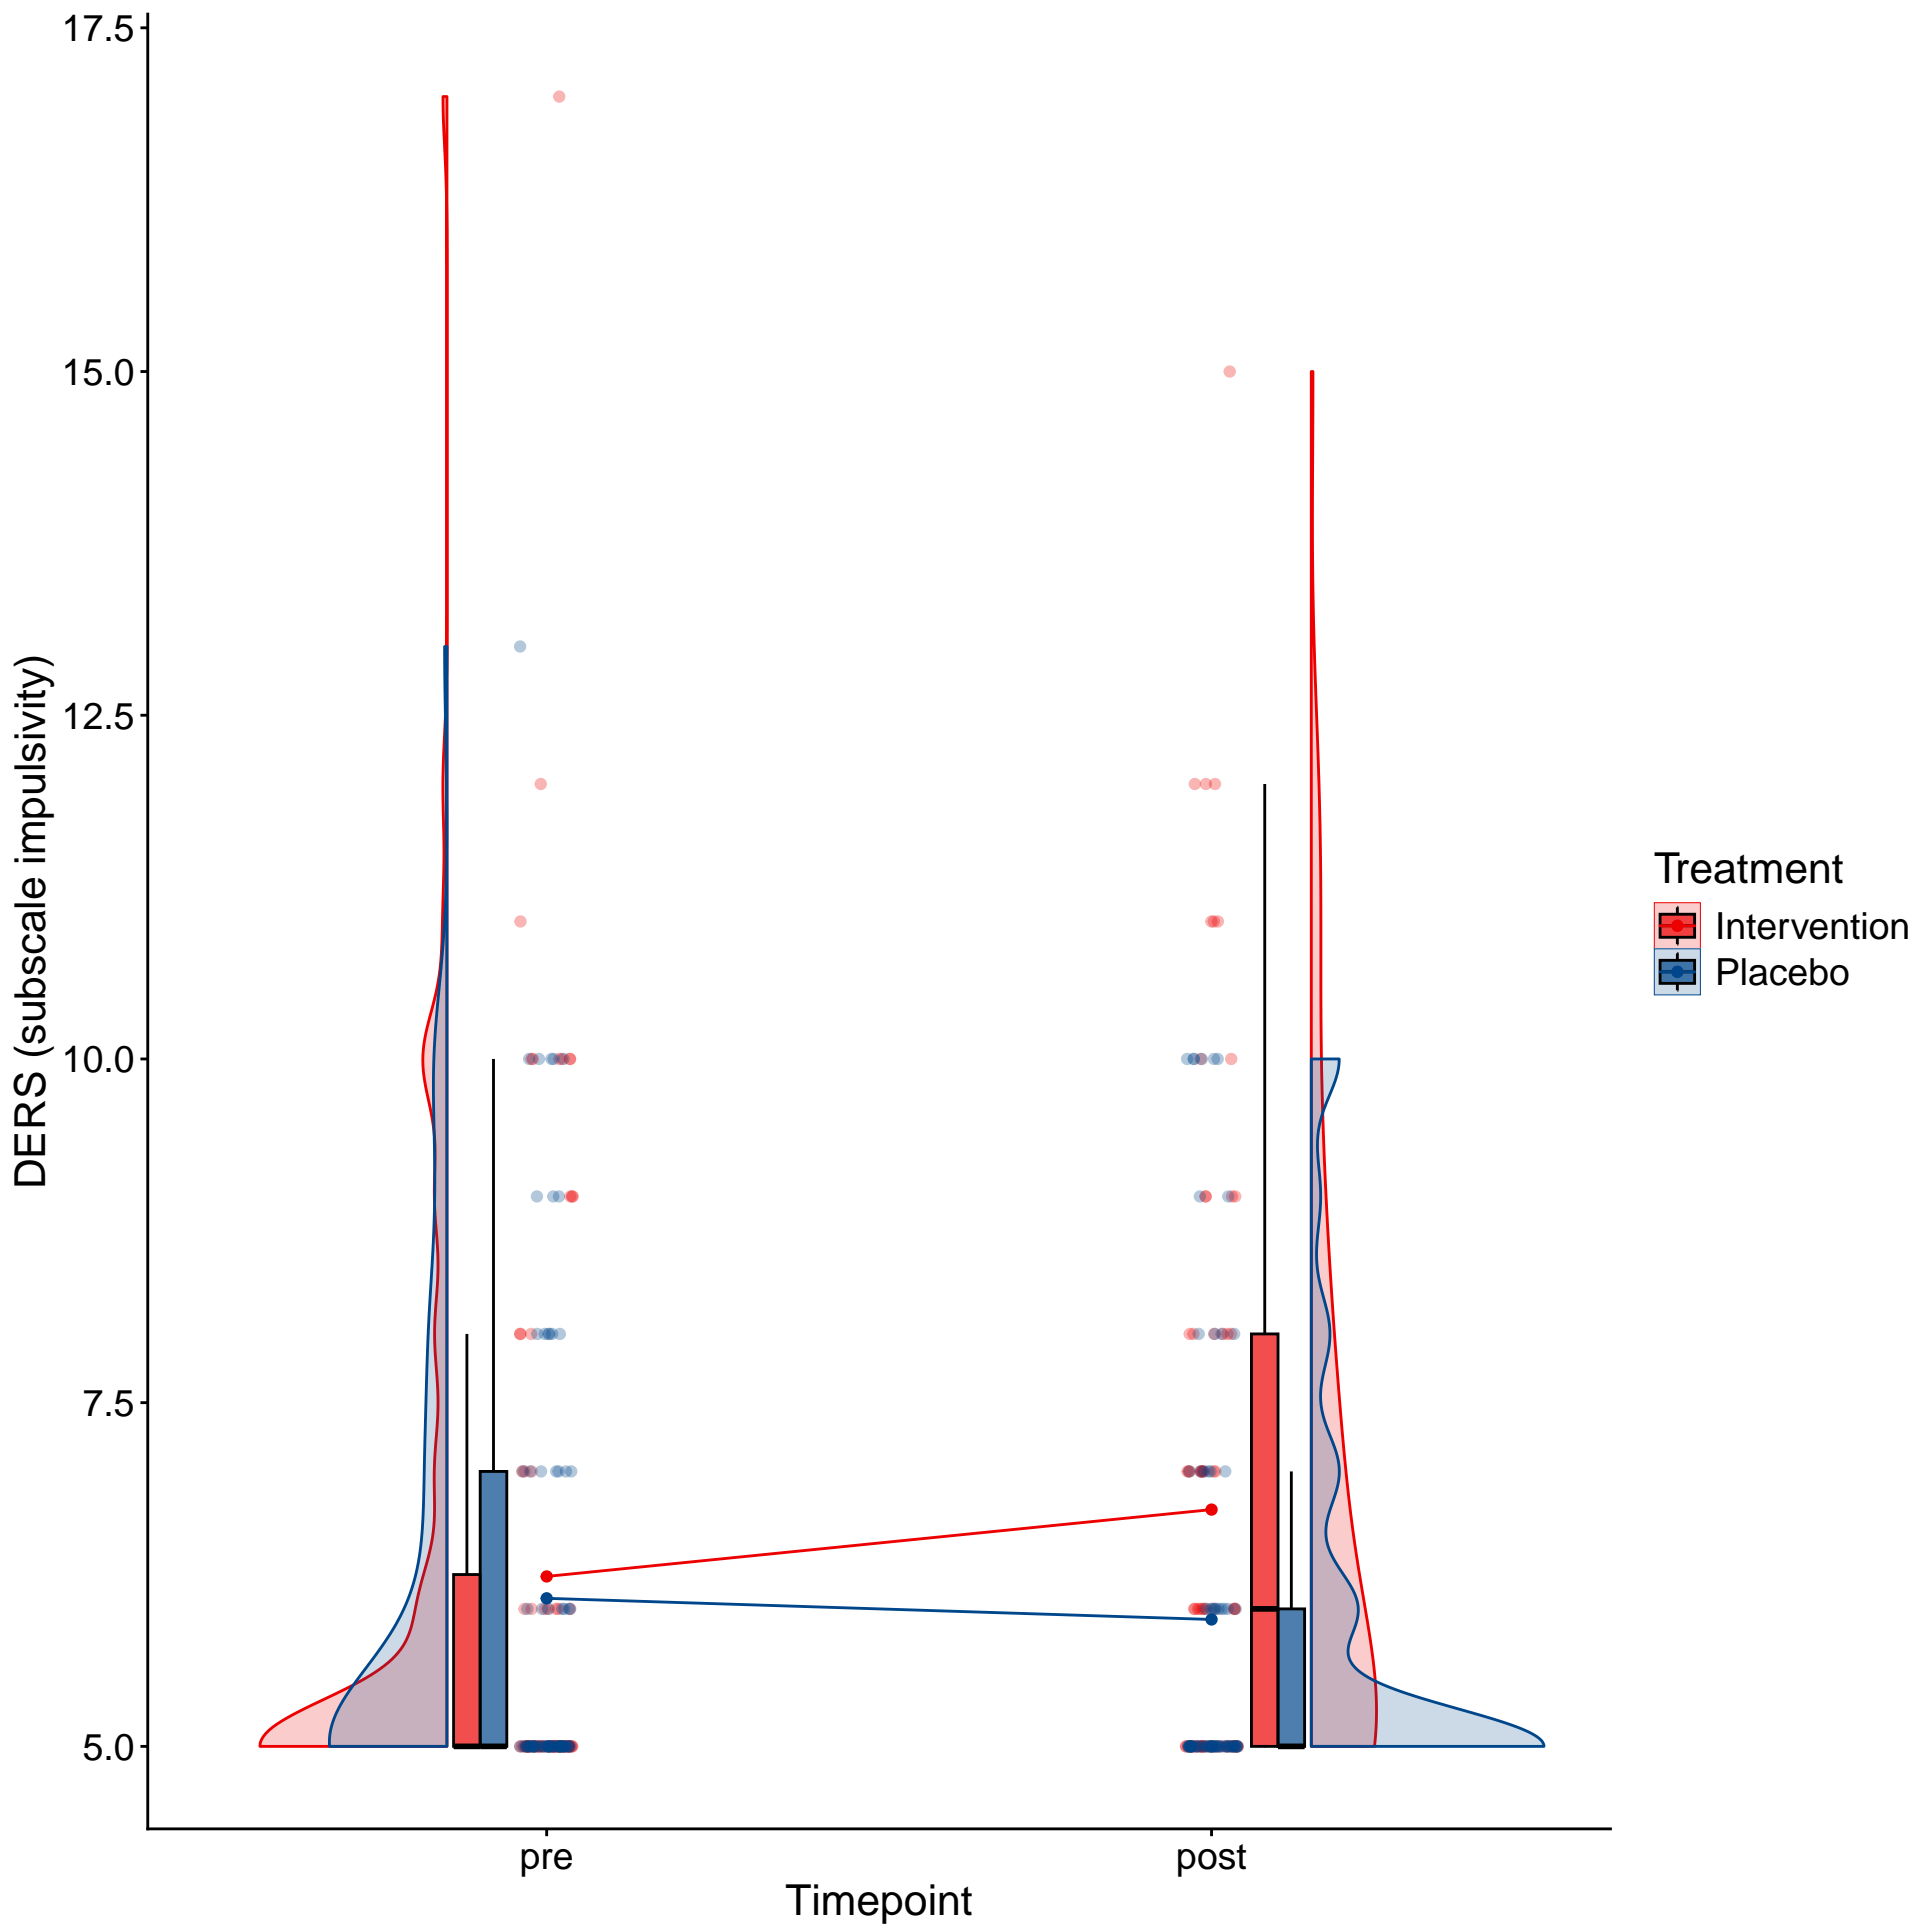 17.5
15.0
12.5
10.0
7.5
5.0
DERS (subscale impulsivity)
pre
post
Timepoint
Treatment
Intervention
Placebo